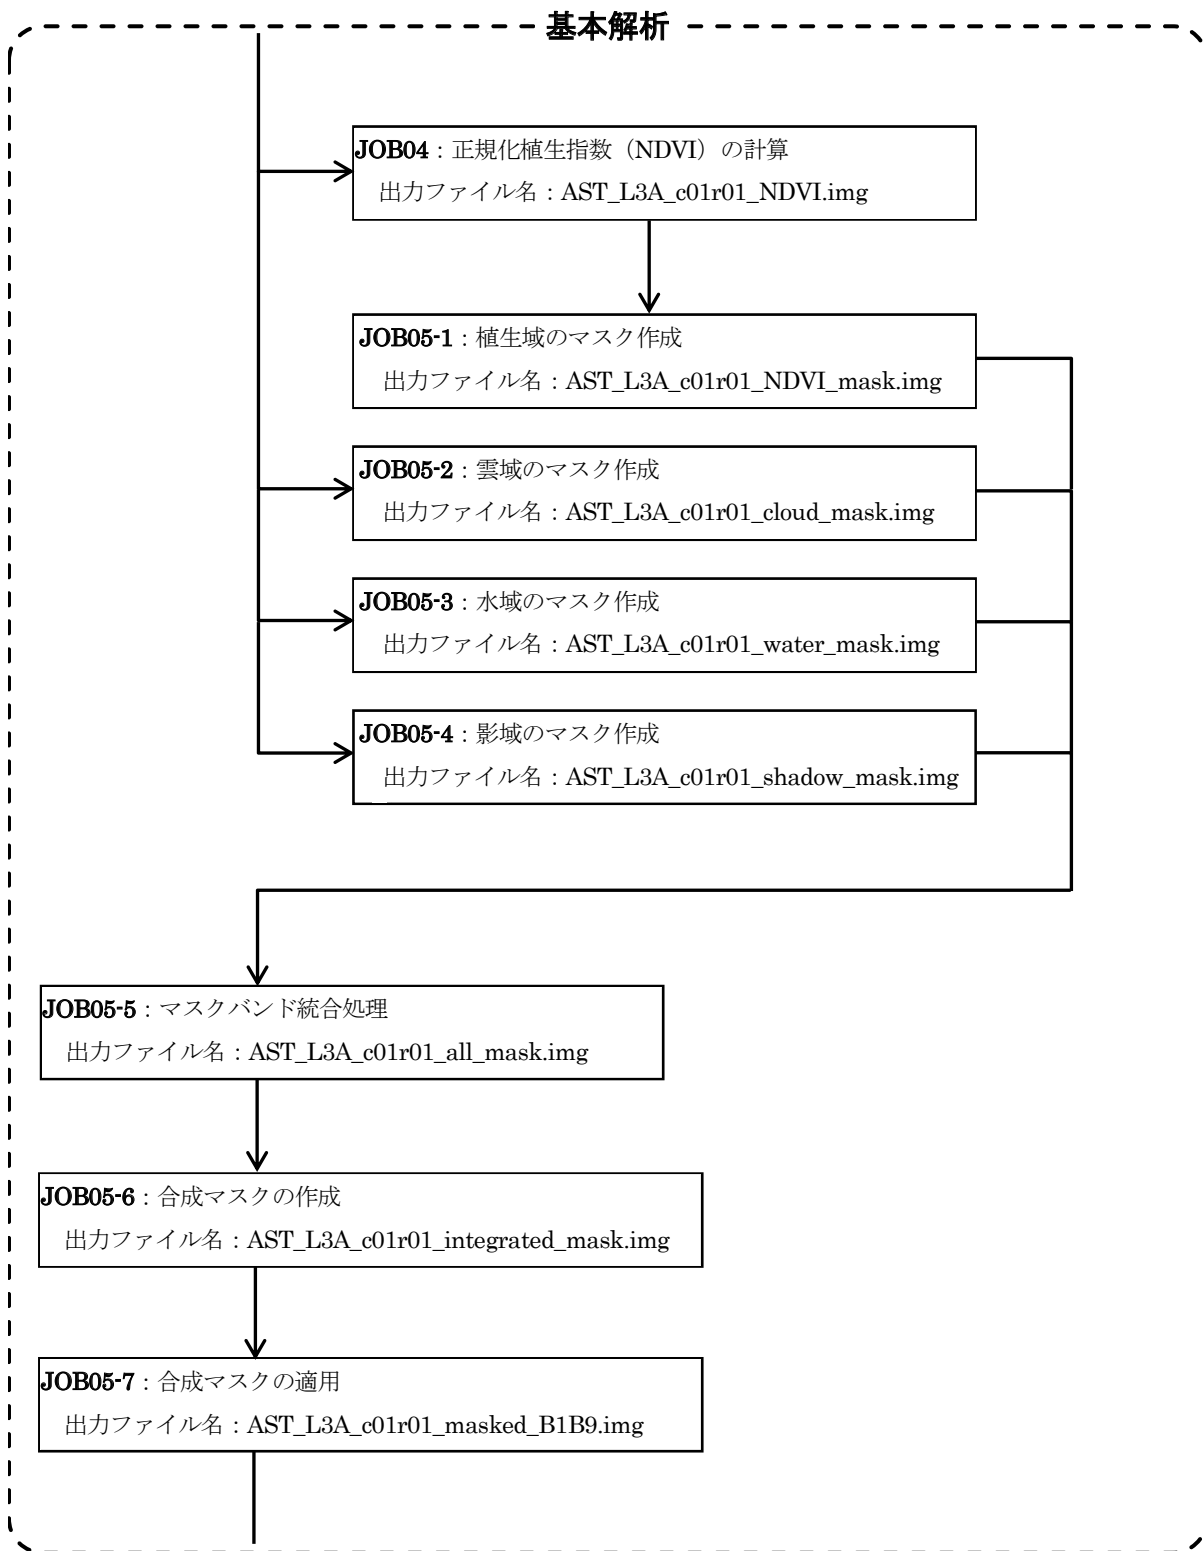 基本解析
JOB04：正規化植生指数（NDVI）の計算
出力ファイル名：AST_L3A_c01r01_NDVI.img
JOB05-1：植生域のマスク作成
出力ファイル名：AST_L3A_c01r01_NDVI_mask.img
JOB05-2：雲域のマスク作成
出力ファイル名：AST_L3A_c01r01_cloud_mask.img
JOB05-3：水域のマスク作成
出力ファイル名：AST_L3A_c01r01_water_mask.img
JOB05-4：影域のマスク作成
出力ファイル名：AST_L3A_c01r01_shadow_mask.img
JOB05-5：マスクバンド統合処理
出力ファイル名：AST_L3A_c01r01_all_mask.img
JOB05-6：合成マスクの作成
出力ファイル名：AST_L3A_c01r01_integrated_mask.img
JOB05-7：合成マスクの適用
出力ファイル名：AST_L3A_c01r01_masked_B1B9.img